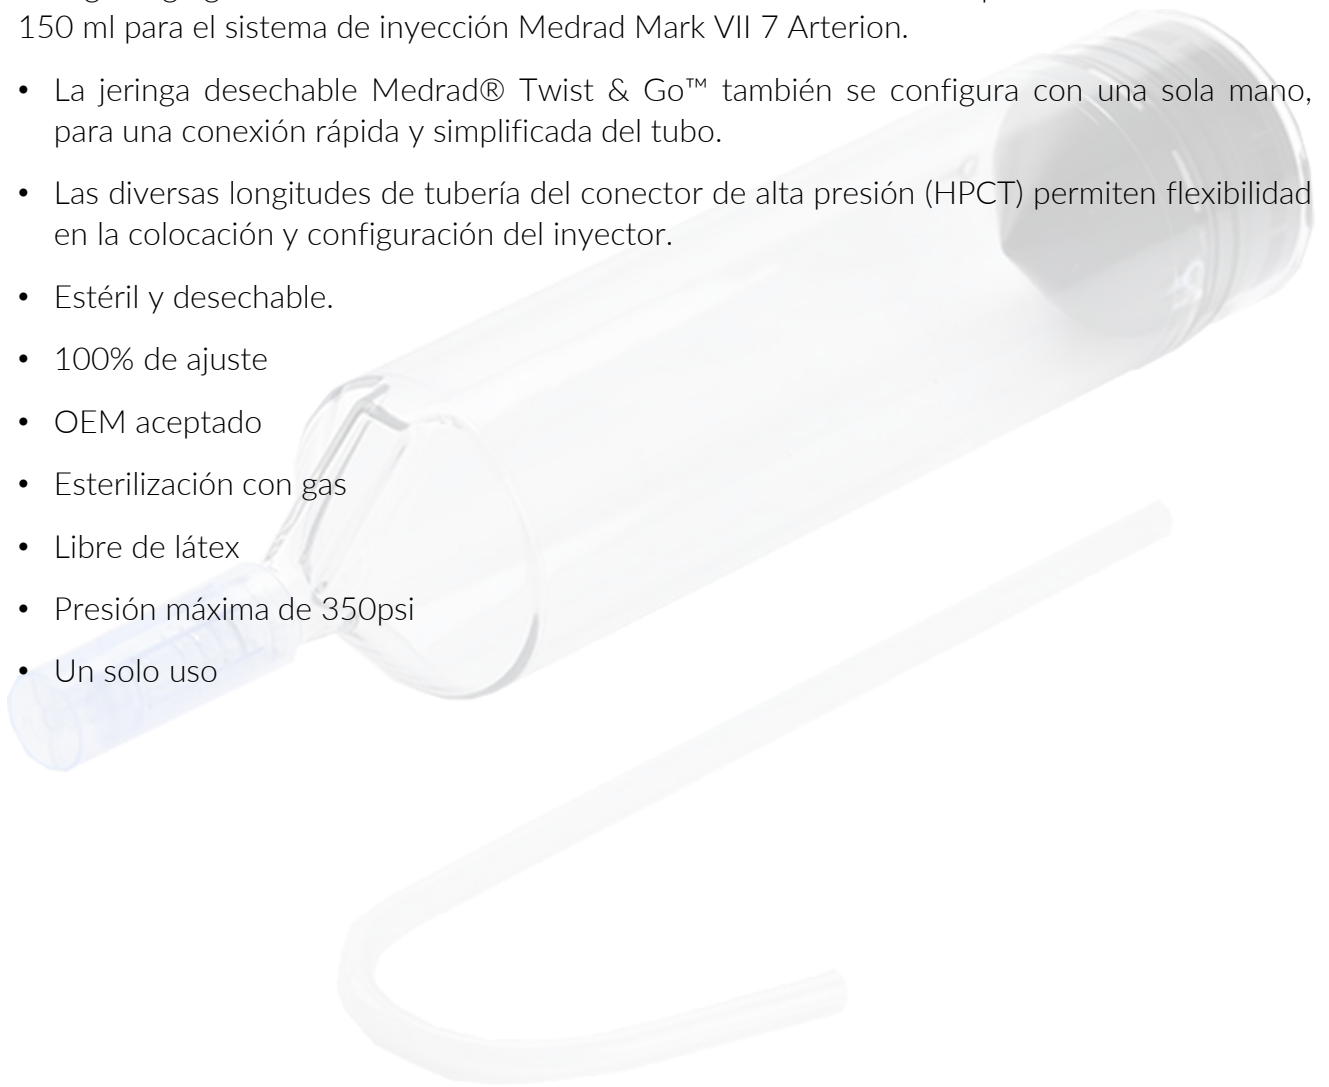 150 ml para el sistema de inyección Medrad Mark VII 7 Arterion.
• La jeringa desechable Medrad® Twist & Go™ también se configura con una sola mano,
para una conexión rápida y simplificada del tubo.
• Las diversas longitudes de tubería del conector de alta presión (HPCT) permiten flexibilidad
en la colocación y configuración del inyector.
• Estéril y desechable.
• 100% de ajuste
• OEM aceptado
• Esterilización con gas
• Libre de látex
• Presión máxima de 350psi
• Un solo uso